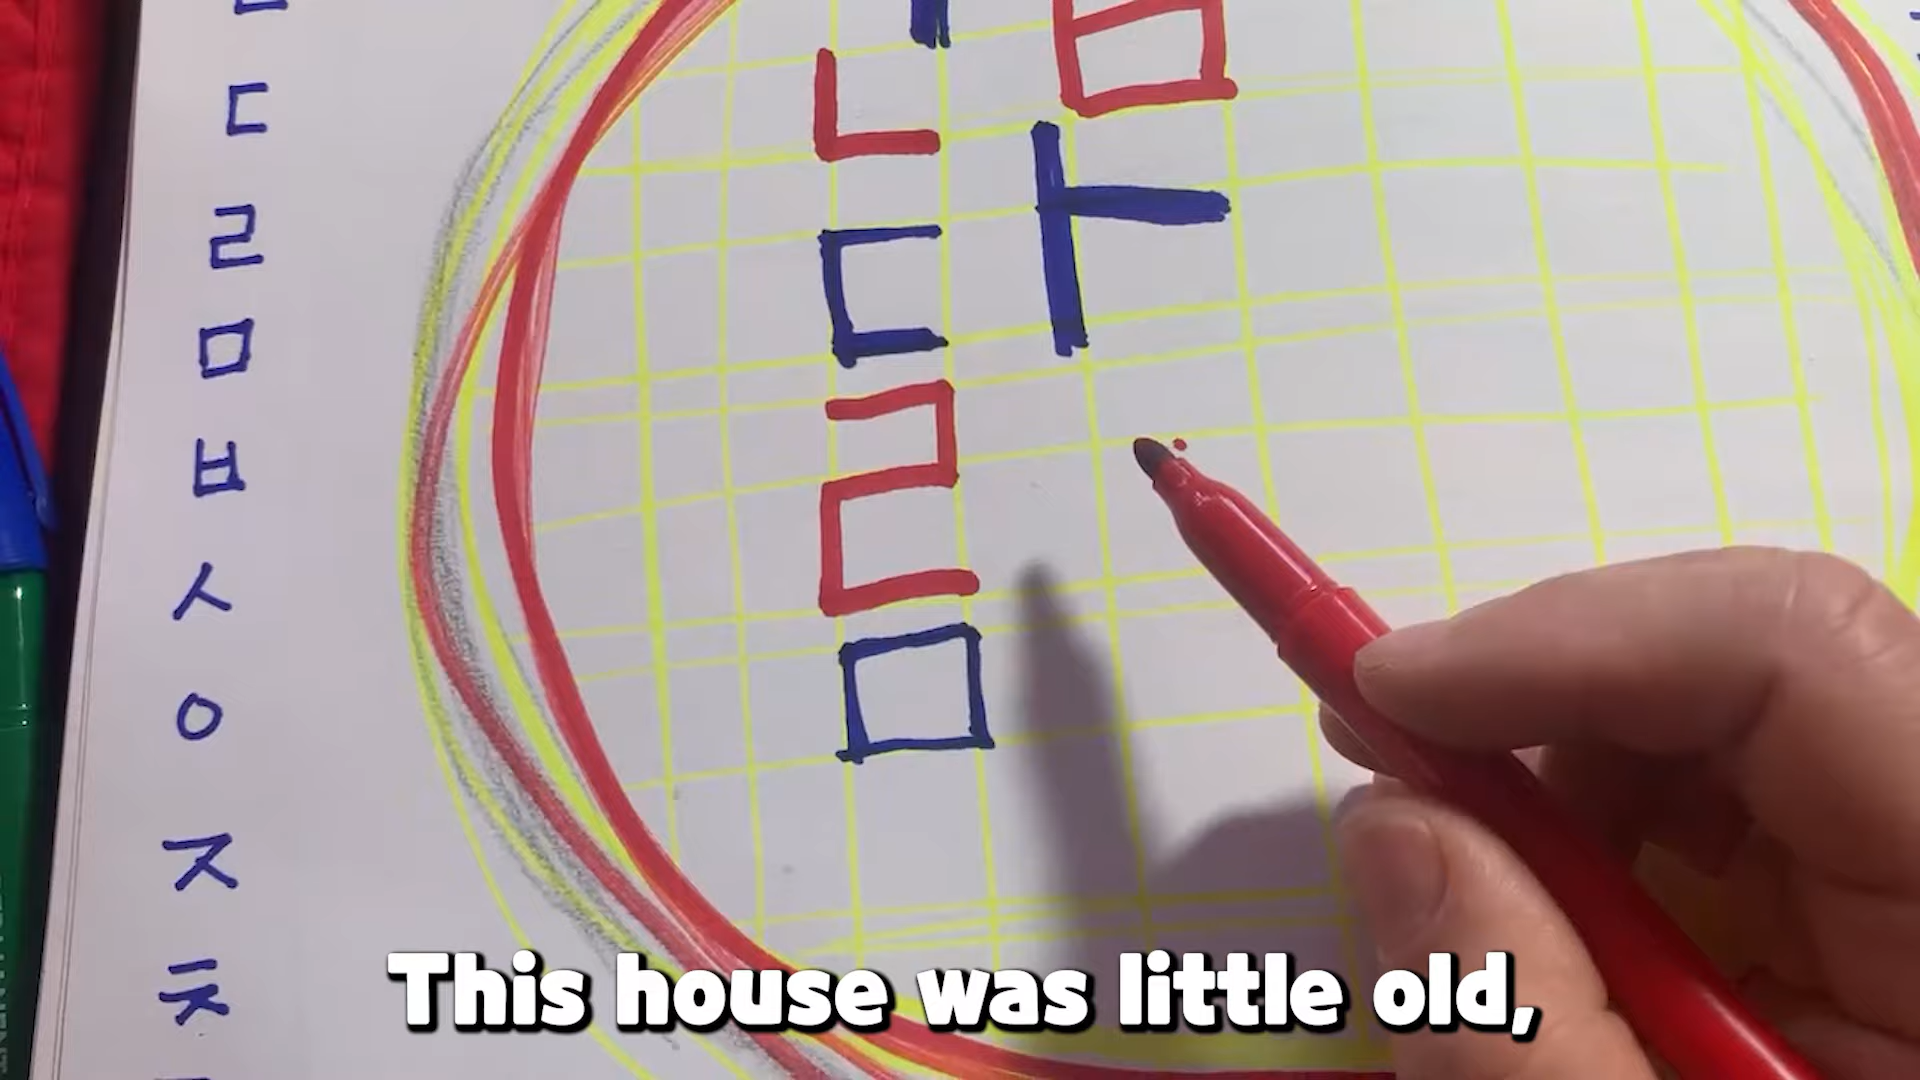 ㄷ
ㄹ
ㅁ
ㅂ
ㅅ
ㅇ
ㅈ
ㅊ
ㄴ
ㄷ
ㄹ
ㅁ
ㅂ
ㅏ
This house was little old,